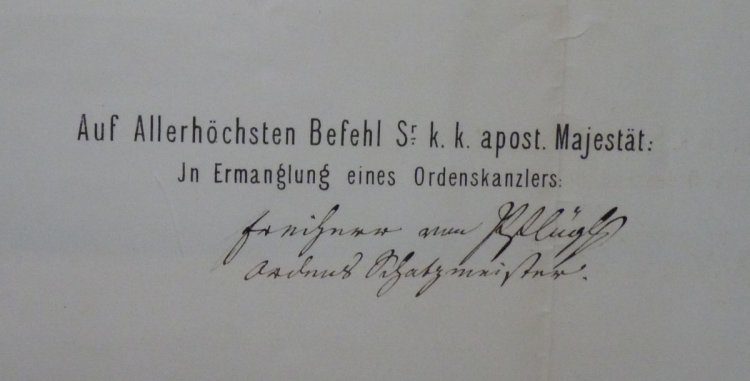 Auf Allerhöchsten Befehl Sr. k. k. apost. Majestät:
Jn Ermanglung eines Ordenskanzlers:
Freiherr von Pflügl
Ordens Schatzmeister.